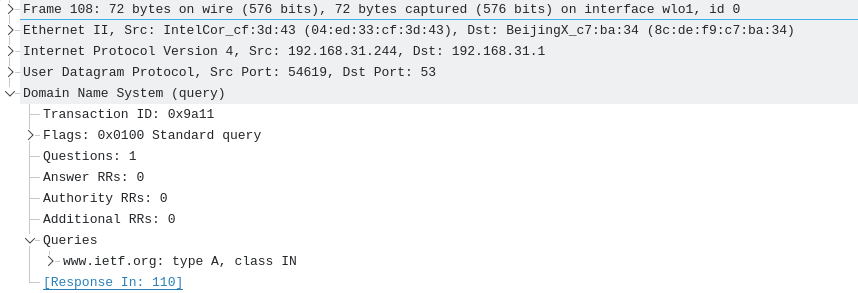 Frame 108: 72 bytes on wire (576 bits), 72 bytes captured (576 bits) on interface wlo1, id 0
Ethernet II, Src: IntelCor_cf:3d:43 (04:ed:33:cf:3d:43), Dst: BeijingX_c7:ba:34 (8c:de:f9:c7:ba:34)
Internet Protocol Version 4, Src: 192.168.31.244, Dst: 192.168.31.1
User Datagram Protocol, Src Port: 54619, Dst Port: 53
Domain Name System (query)
Transaction ID: 0x9a11
Flags: 0x0100 Standard query
Questions: 1
Answer RRs: 0
Authority RRs: 0
Additional RRs: 0
Queries
www.ietf.org: type A, class IN
[Response In: 110]